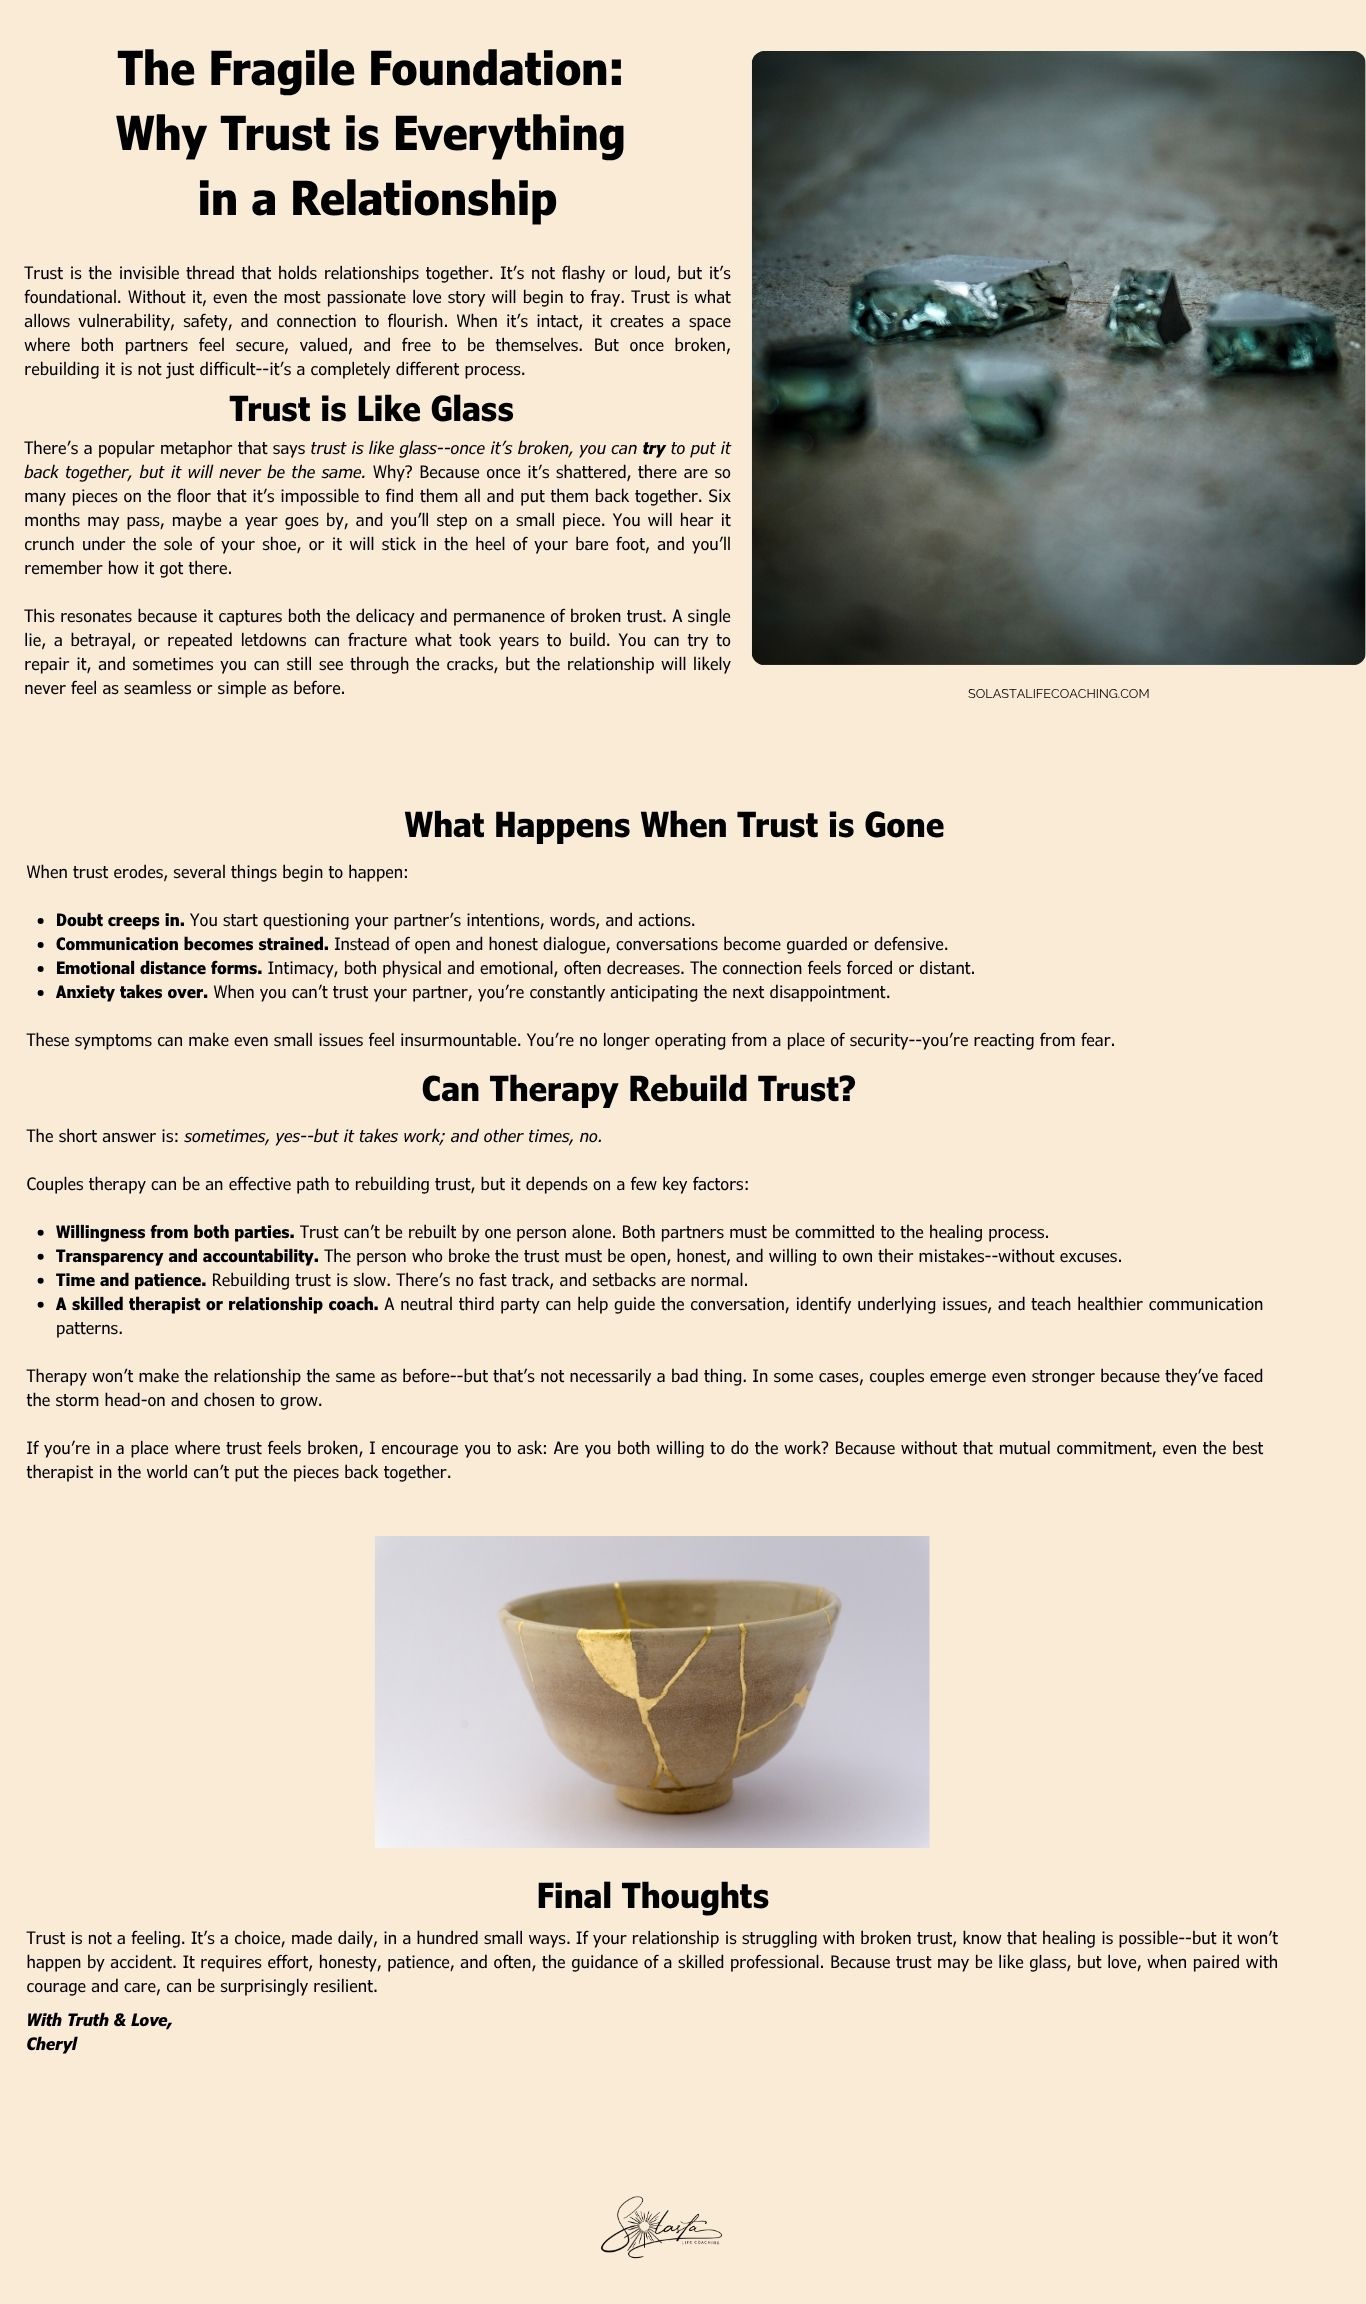 The Fragile Foundation:
Why Trust is Everything
in a Relationship
Trust is the invisible thread that holds relationships together. It’s not flashy or loud, but it’s
foundational. Without it, even the most passionate love story will begin to fray. Trust is what
allows vulnerability, safety, and connection to flourish. When it’s intact, it creates a space
where both partners feel secure, valued, and free to be themselves. But once broken,
rebuilding it is not just difficult--it’s a completely different process.
Trust is Like Glass
There’s a popular metaphor that says trust is like glass--once it’s broken, you can try to put it
back together, but it will never be the same. Why? Because once it’s shattered, there are so
many pieces on the floor that it’s impossible to find them all and put them back together. Six
months may pass, maybe a year goes by, and you’ll step on a small piece. You will hear it
crunch under the sole of your shoe, or it will stick in the heel of your bare foot, and you’ll
remember how it got there.
This resonates because it captures both the delicacy and permanence of broken trust. A single
lie, a betrayal, or repeated letdowns can fracture what took years to build. You can try to
repair it, and sometimes you can still see through the cracks, but the relationship will likely
never feel as seamless or simple as before.
SOLASTALIFECOACHING.COM
What Happens When Trust is Gone
When trust erodes, several things begin to happen:
• Doubt creeps in. You start questioning your partner’s intentions, words, and actions.
• Communication becomes strained. Instead of open and honest dialogue, conversations become guarded or defensive.
• Emotional distance forms. Intimacy, both physical and emotional, often decreases. The connection feels forced or distant.
• Anxiety takes over. When you can’t trust your partner, you’re constantly anticipating the next disappointment.
These symptoms can make even small issues feel insurmountable. You’re no longer operating from a place of security--you’re reacting from fear.
Can Therapy Rebuild Trust?
The short answer is: sometimes, yes--but it takes work; and other times, no.
Couples therapy can be an effective path to rebuilding trust, but it depends on a few key factors:
• Willingness from both parties. Trust can’t be rebuilt by one person alone. Both partners must be committed to the healing process.
• Transparency and accountability. The person who broke the trust must be open, honest, and willing to own their mistakes--without excuses.
• Time and patience. Rebuilding trust is slow. There’s no fast track, and setbacks are normal.
• A skilled therapist or relationship coach. A neutral third party can help guide the conversation, identify underlying issues, and teach healthier communication
patterns.
Therapy won’t make the relationship the same as before--but that’s not necessarily a bad thing. In some cases, couples emerge even stronger because they’ve faced
the storm head-on and chosen to grow.
If you’re in a place where trust feels broken, I encourage you to ask: Are you both willing to do the work? Because without that mutual commitment, even the best
therapist in the world can’t put the pieces back together.
Final Thoughts
Trust is not a feeling. It’s a choice, made daily, in a hundred small ways. If your relationship is struggling with broken trust, know that healing is possible--but it won’t
happen by accident. It requires effort, honesty, patience, and often, the guidance of a skilled professional. Because trust may be like glass, but love, when paired with
courage and care, can be surprisingly resilient.
With Truth & Love,
Cheryl
Solasta
LIFE COACHING